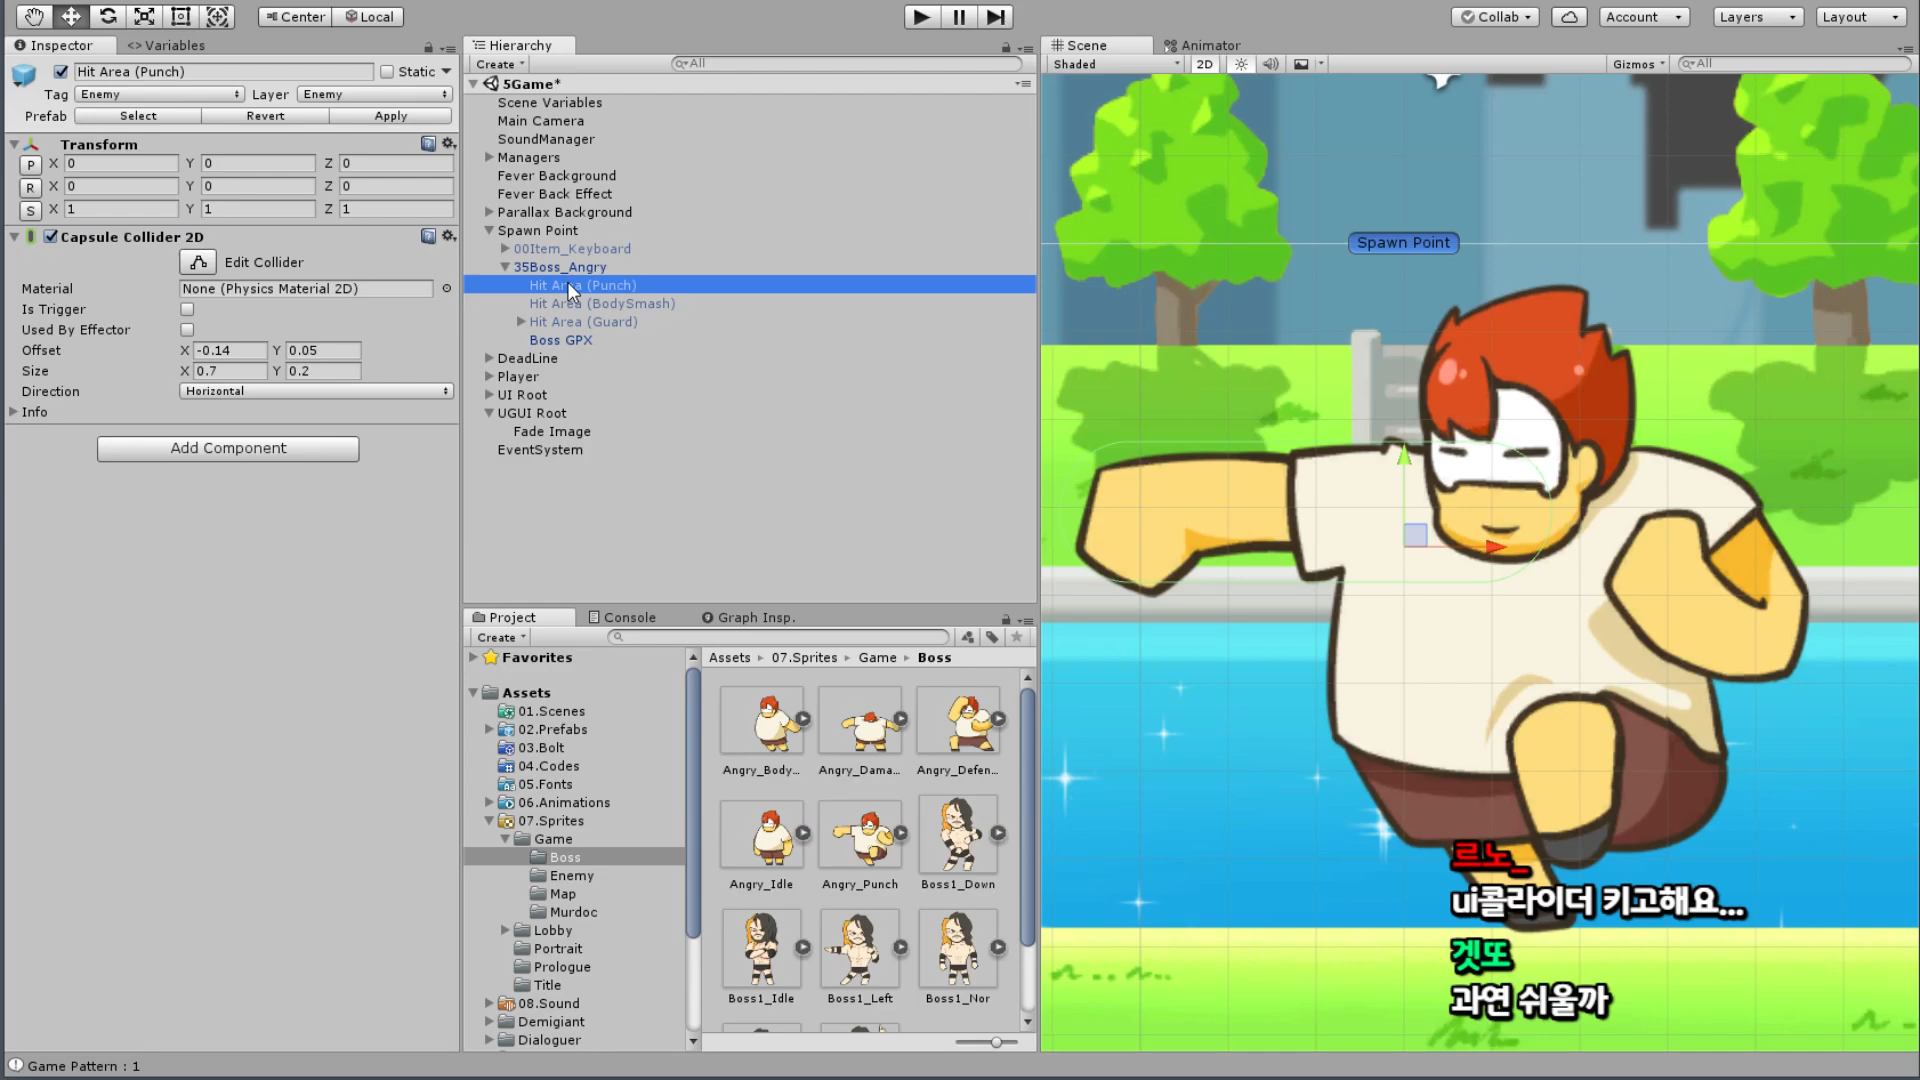 Center
Local
Collab
Account
Layers
Layout
Inspector
<> Variables
Hit Area (Punch)
Static
Tag
Enemy
Layer
Enemy
Prefab
Select
Revert
Apply
Transform
P X 0 Y 0 Z 0
R X 0 Y 0 Z 0
S X 1 Y 1 Z 1
Capsule Collider 2D
Edit Collider
Material
None (Physics Material 2D)
Is Trigger
Used By Effector
Offset X -0.14 Y 0.05
Size X 0.7 Y 0.2
Direction
Horizontal
Info
Add Component
Hierarchy
Create
All
5Game*
Scene Variables
Main Camera
SoundManager
Managers
Fever Background
Fever Back Effect
Parallax Background
Spawn Point
00Item_Keyboard
35Boss_Angry
Hit Area (Punch)
Hit Area (BodySmash)
Hit Area (Guard)
Boss GPX
DeadLine
Player
UI Root
UGUI Root
Fade Image
EventSystem
Project
Console
Graph Insp.
Create
Favorites
Assets
01.Scenes
02.Prefabs
03.Bolt
04.Codes
05.Fonts
06.Animations
07.Sprites
Game
Boss
Enemy
Map
Murdoc
Lobby
Portrait
Prologue
Title
08.Sound
Demigiant
Dialoguer
Assets
07.Sprites
Game
Boss
Angry_Body...
Angry_Dama...
Angry_Defen...
Angry_Idle
Angry_Punch
Boss1_Down
Boss1_Idle
Boss1_Left
Boss1_Nor
Scene
Animator
Shaded
2D
Gizmos
All
Spawn Point
르노_
ui콜라이더 키고해요...
겟또
과연 쉬울까
Game Pattern : 1